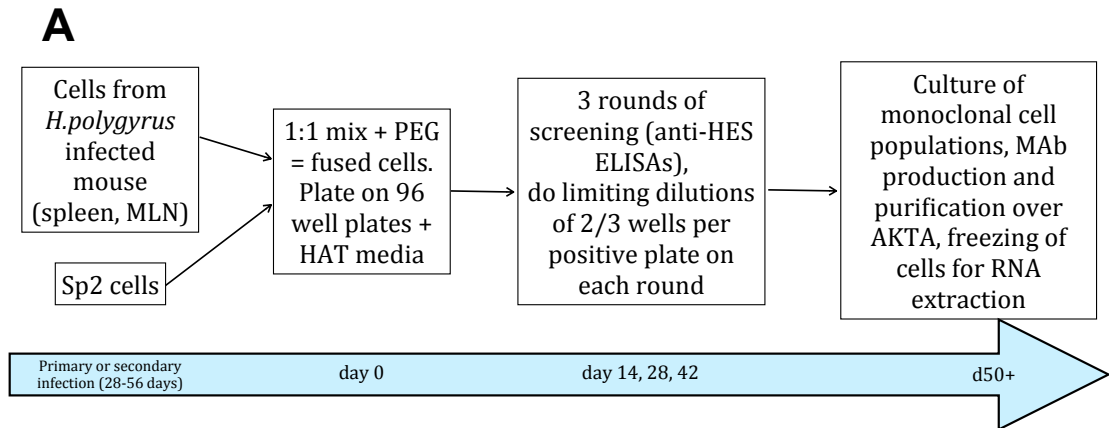 A
Cells from
H.polygyrus
infected
mouse
(spleen, MLN)
Sp2 cells
1:1 mix + PEG
= fused cells.
Plate on 96
well plates +
HAT media
3 rounds of
screening (anti-HES
ELISAs),
do limiting dilutions
of 2/3 wells per
positive plate on
each round
Culture of
monoclonal cell
populations, MAb
production and
purification over
AKTA, freezing of
cells for RNA
extraction
Primary or secondary
infection (28-56 days)
day 0
day 14, 28, 42
d50+